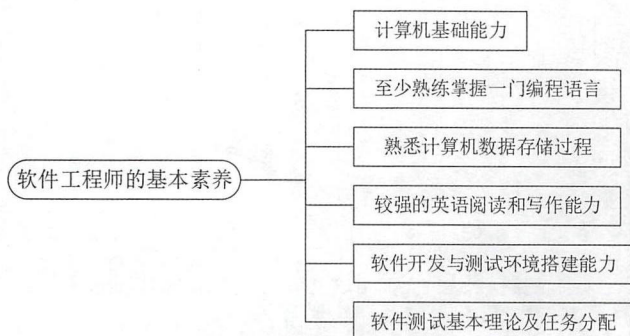 计算机基础能力
至少熟练掌握一门编程语言
熟悉计算机数据存储过程
软件工程师的基本素养
较强的英语阅读和写作能力
软件开发与测试环境搭建能力
软件测试基本理论及任务分配